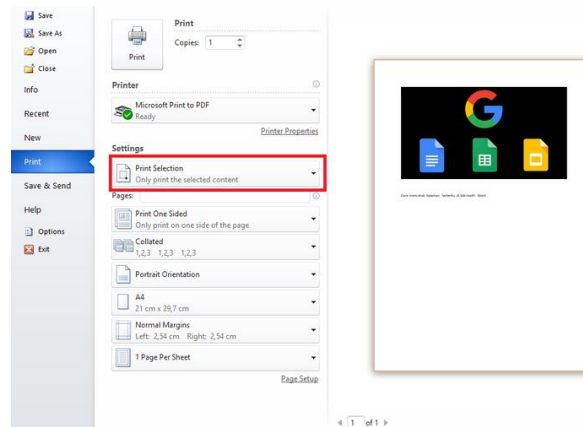 Save
Save As
Open
Close
Info
Recent
New
Print
Save & Send
Help
Options
Exit
Print
Print
Copies: 1
Printer
Microsoft Print to PDF
Ready
Printer Properties
Settings
Print Selection
Only print the selected content
Pages:
Print One Sided
Only print on one side of the page
Collated
1,2,3 1,2,3 1,2,3
Portrait Orientation
A4
21 cm x 29,7 cm
Normal Margins
Left: 2,54 cm Right: 2,54 cm
1 Page Per Sheet
Page Setup
G
1 of 1